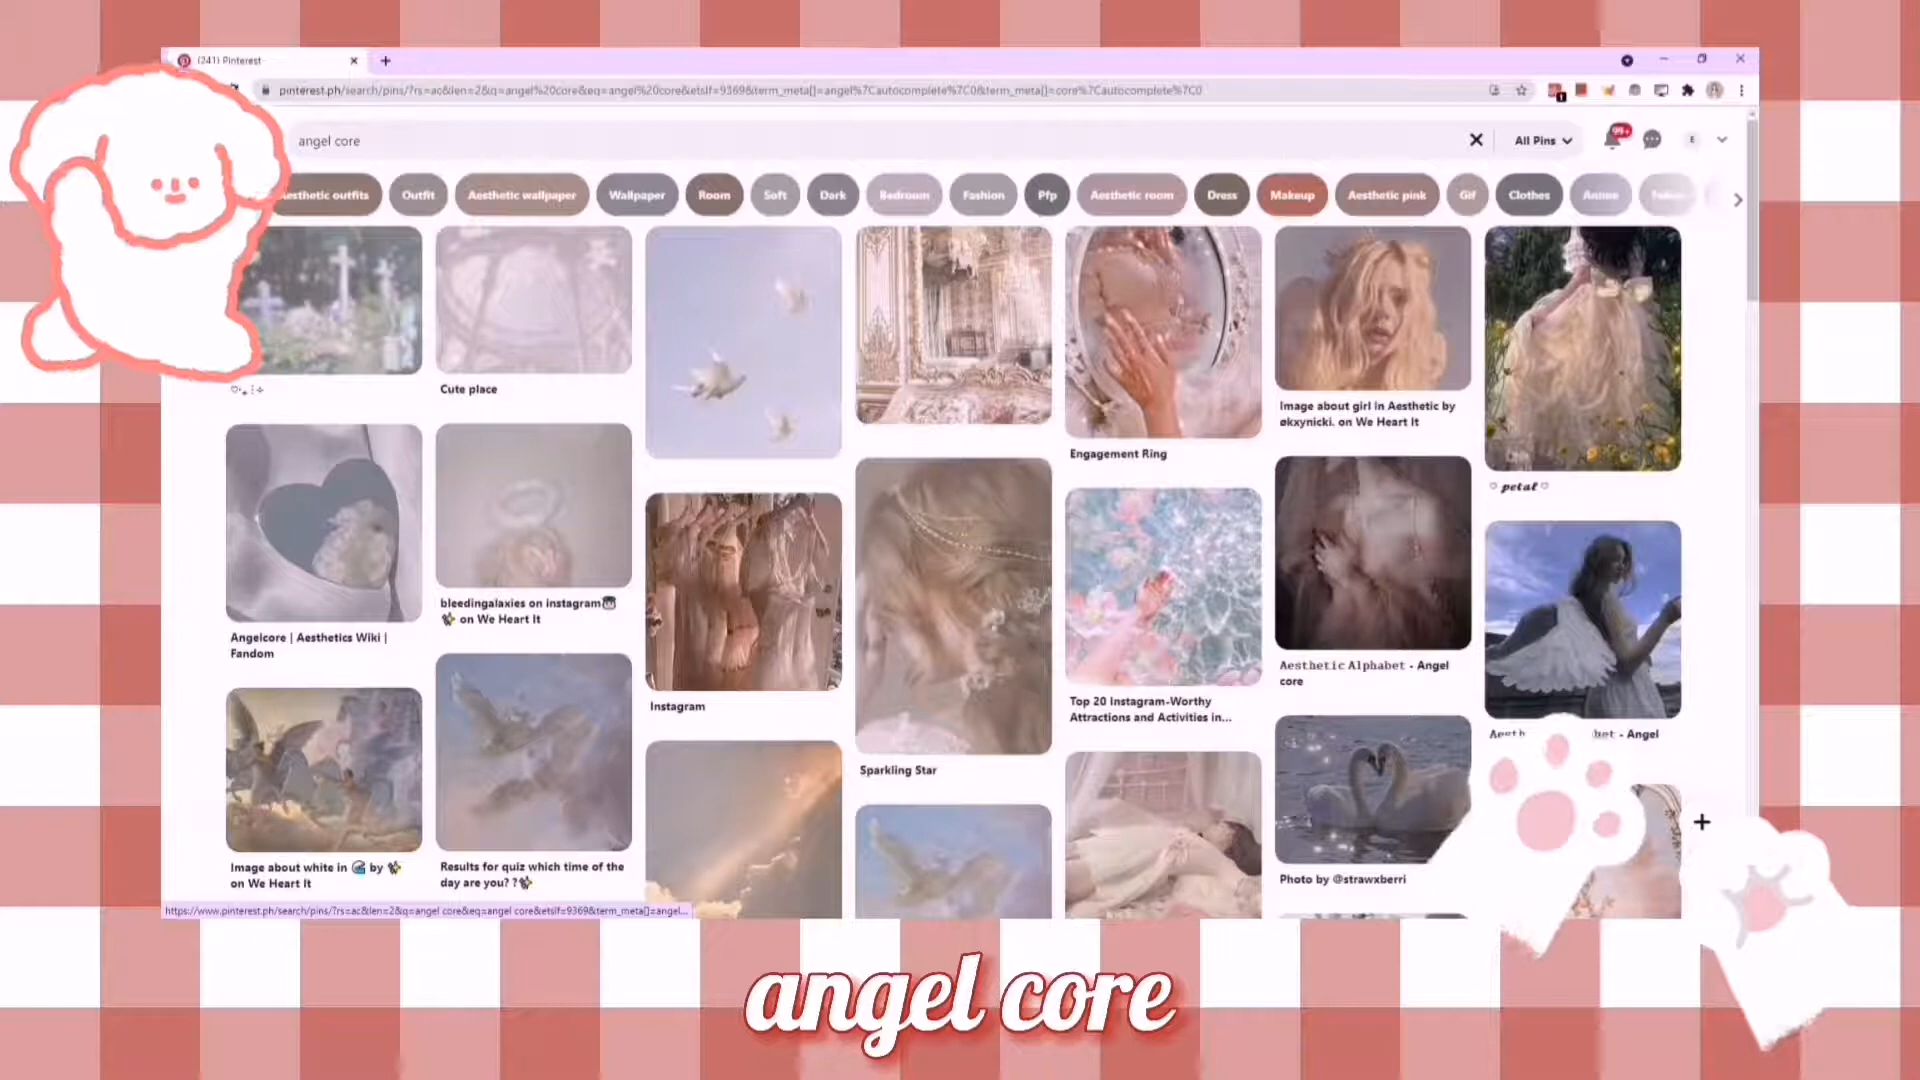 (241) Pinterest
pinterest.ph/search/pins/?rs=ac&len=2&q=angel%20core&eq=angel%20core&etslf=9369&term_meta[]=angel%7Cautocomplete%7C0&term_meta[]=core%7Cautocomplete%7C0
1
angel core
All Pins
99+
E
Aesthetic outfits
Outfit
Aesthetic wallpaper
Wallpaper
Room
Soft
Dark
Bedroom
Fashion
Pfp
Aesthetic room
Dress
Makeup
Aesthetic pink
Gif
Clothes
Anime
Cute place
Engagement Ring
Image about girl in Aesthetic by
økxynicki. on We Heart It
♡ petal ♡
Angelcore | Aesthetics Wiki |
Fandom
bleedingalaxies on instagram
on We Heart It
Instagram
Sparkling Star
Top 20 Instagram-Worthy
Attractions and Activities in...
Aesthetic Alphabet - Angel
core
- Angel
Image about white in by
on We Heart It
Results for quiz which time of the
day are you? ?
Photo by @strawxberri
https://www.pinterest.ph/search/pins/?rs=ac&len=2&q=angel core&eq=angel core&etslf=9369&term_meta[]=angel...
angel core